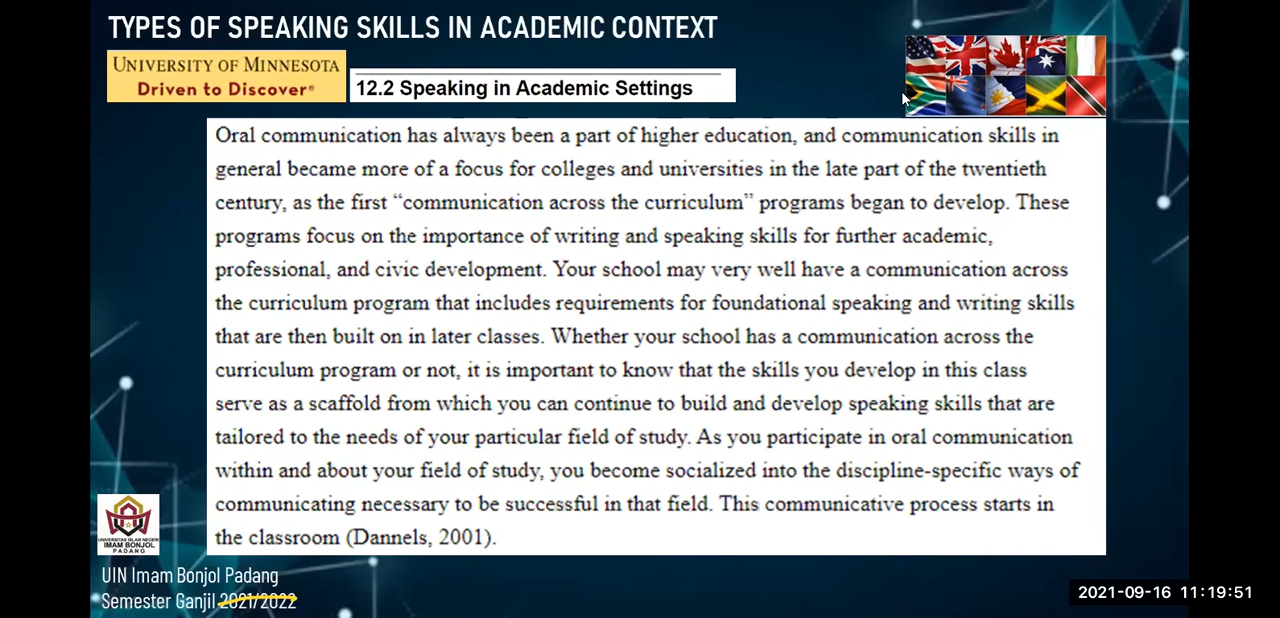 TYPES OF SPEAKING SKILLS IN ACADEMIC CONTEXT
UNIVERSITY OF MINNESOTA
Driven to Discover®
12.2 Speaking in Academic Settings
Oral communication has always been a part of higher education, and communication skills in
general became more of a focus for colleges and universities in the late part of the twentieth
century, as the first “communication across the curriculum” programs began to develop. These
programs focus on the importance of writing and speaking skills for further academic,
professional, and civic development. Your school may very well have a communication across
the curriculum program that includes requirements for foundational speaking and writing skills
that are then built on in later classes. Whether your school has a communication across the
curriculum program or not, it is important to know that the skills you develop in this class
serve as a scaffold from which you can continue to build and develop speaking skills that are
tailored to the needs of your particular field of study. As you participate in oral communication
within and about your field of study, you become socialized into the discipline-specific ways of
communicating necessary to be successful in that field. This communicative process starts in
the classroom (Dannels, 2001).
UNIVERSITAS ISLAM NEGERI
IMAM BONJOL
PADANG
UIN Imam Bonjol Padang
Semester Ganjil 2021/2022
2021-09-16 11:19:51